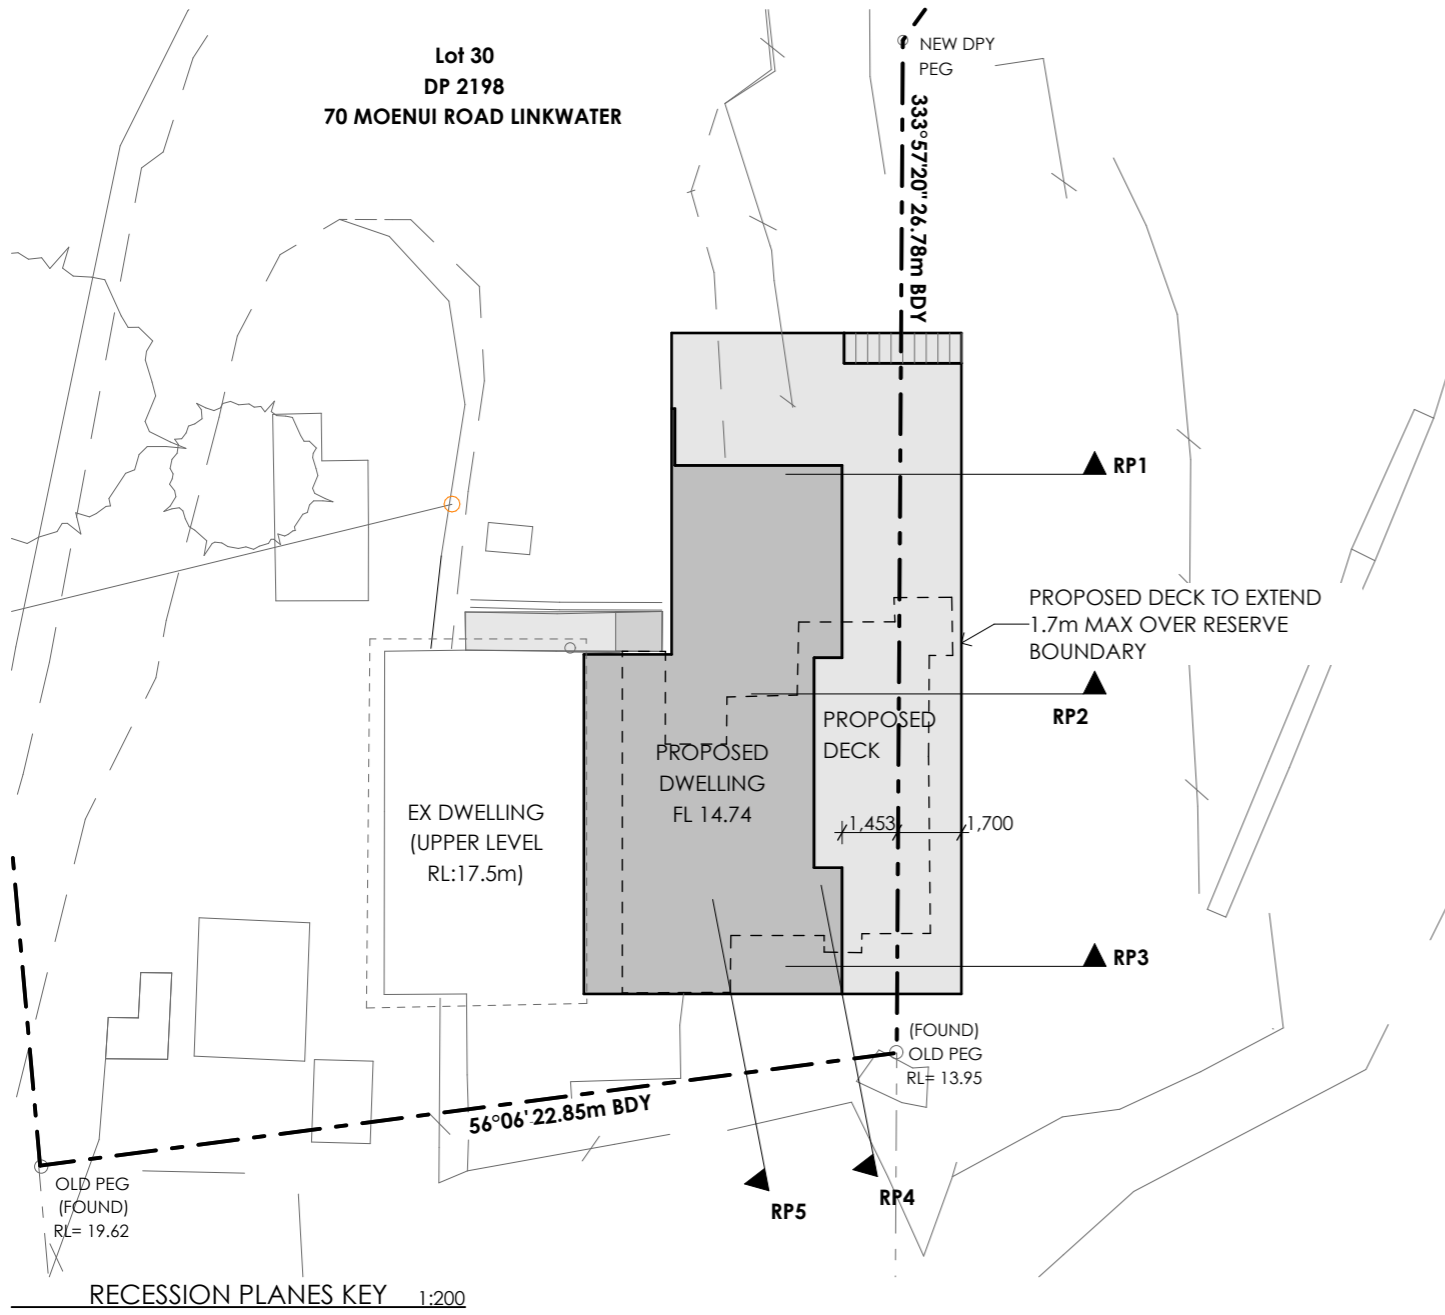 Lot 30
DP 2198
70 MOENUI ROAD LINKWATER
NEW DPY
PEG
333°57'20" 26.78m BDY
RP1
PROPOSED DECK TO EXTEND
1.7m MAX OVER RESERVE
BOUNDARY
RP2
PROPOSED
DECK
PROPOSED
DWELLING
FL 14.74
EX DWELLING
(UPPER LEVEL
RL:17.5m)
1,453
1,700
RP3
(FOUND)
OLD PEG
RL= 13.95
56°06' 22.85m BDY
OLD PEG
(FOUND)
RL= 19.62
RP5
RP4
RECESSION PLANES KEY 1:200